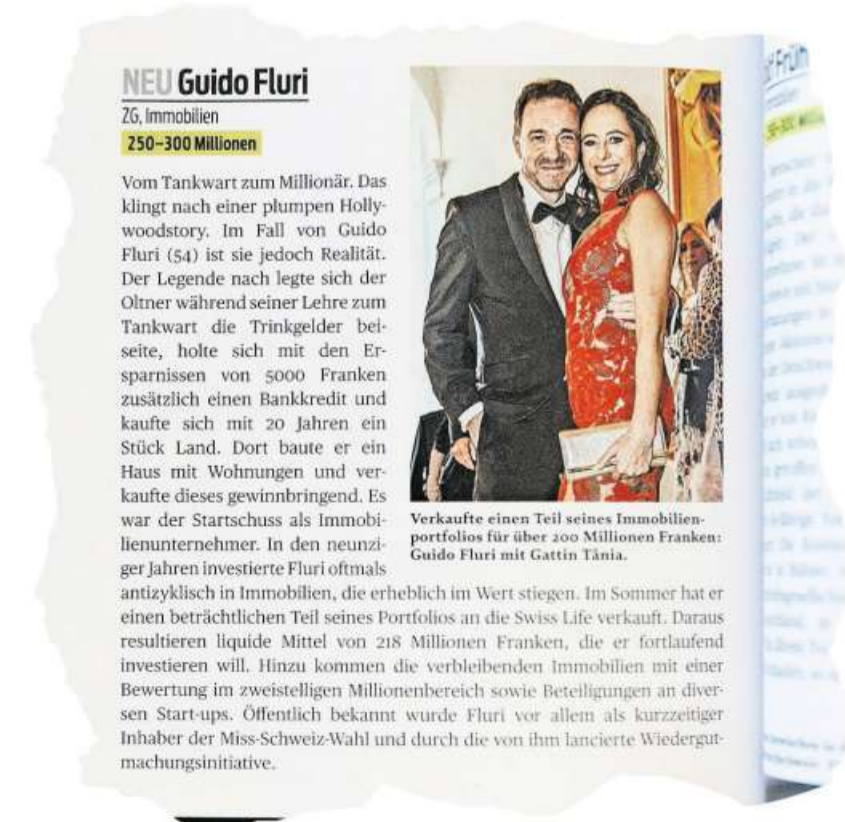 NEU Guido Fluri
ZG, Immobilien
250–300 Millionen
Vom Tankwart zum Millionär. Das
klingt nach einer plumpen Holly-
woodstory. Im Fall von Guido
Fluri (54) ist sie jedoch Realität.
Der Legende nach legte sich der
Oltner während seiner Lehre zum
Tankwart die Trinkgelder bei-
seite, holte sich mit den Er-
sparnissen von 5000 Franken
zusätzlich einen Bankkredit und
kaufte sich mit 20 Jahren ein
Stück Land. Dort baute er ein
Haus mit Wohnungen und ver-
kaufte dieses gewinnbringend. Es
war der Startschuss als Immobi-
lienunternehmer. In den neunzi-
ger Jahren investierte Fluri oftmals
antizyklisch in Immobilien, die erheblich im Wert stiegen. Im Sommer hat er
einen beträchtlichen Teil seines Portfolios an die Swiss Life verkauft. Daraus
resultieren liquide Mittel von 218 Millionen Franken, die er fortlaufend
investieren will. Hinzu kommen die verbleibenden Immobilien mit einer
Bewertung im zweistelligen Millionenbereich sowie Beteiligungen an diver-
sen Start-ups. Öffentlich bekannt wurde Fluri vor allem als kurzzeitiger
Inhaber der Miss-Schweiz-Wahl und durch die von ihm lancierte Wiedergut-
machungsinitiative.
Verkaufte einen Teil seines Immobilien-
portfolios für über 200 Millionen Franken:
Guido Fluri mit Gattin Tânia.